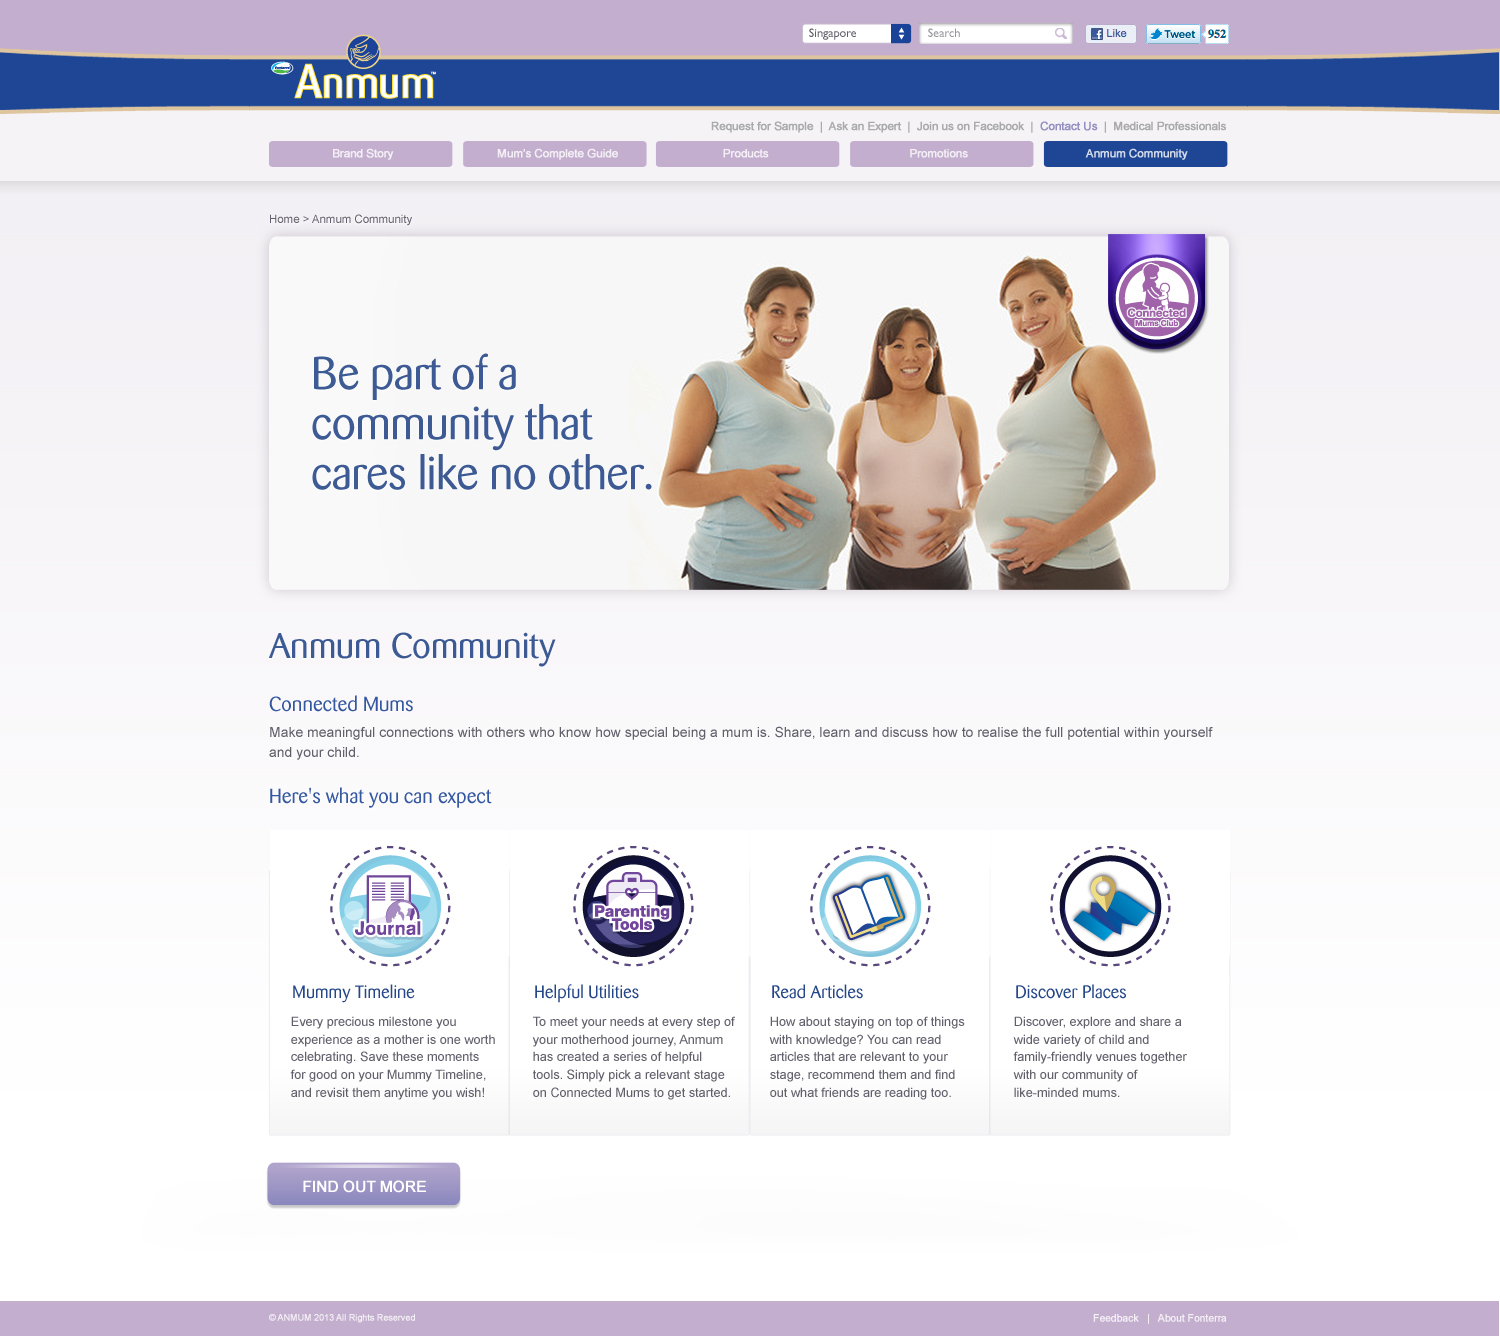 Singapore
Search
Like
Tweet
952
Anmum™
Request for Sample | Ask an Expert | Join us on Facebook | Contact Us | Medical Professionals
Brand Story
Mum's Complete Guide
Products
Promotions
Anmum Community
Home > Anmum Community
Connected
Mums Club
Be part of a
community that
cares like no other.
Anmum Community
Connected Mums
Make meaningful connections with others who know how special being a mum is. Share, learn and discuss how to realise the full potential within yourself
and your child.
Here's what you can expect
Journal
Mummy Timeline
Every precious milestone you
experience as a mother is one worth
celebrating. Save these moments
for good on your Mummy Timeline,
and revisit them anytime you wish!
Parenting
Tools
Helpful Utilities
To meet your needs at every step of
your motherhood journey, Anmum
has created a series of helpful
tools. Simply pick a relevant stage
on Connected Mums to get started.
Read Articles
How about staying on top of things
with knowledge? You can read
articles that are relevant to your
stage, recommend them and find
out what friends are reading too.
Discover Places
Discover, explore and share a
wide variety of child and
family-friendly venues together
with our community of
like-minded mums.
FIND OUT MORE
© ANMUM 2013 All Rights Reserved
Feedback | About Fonterra